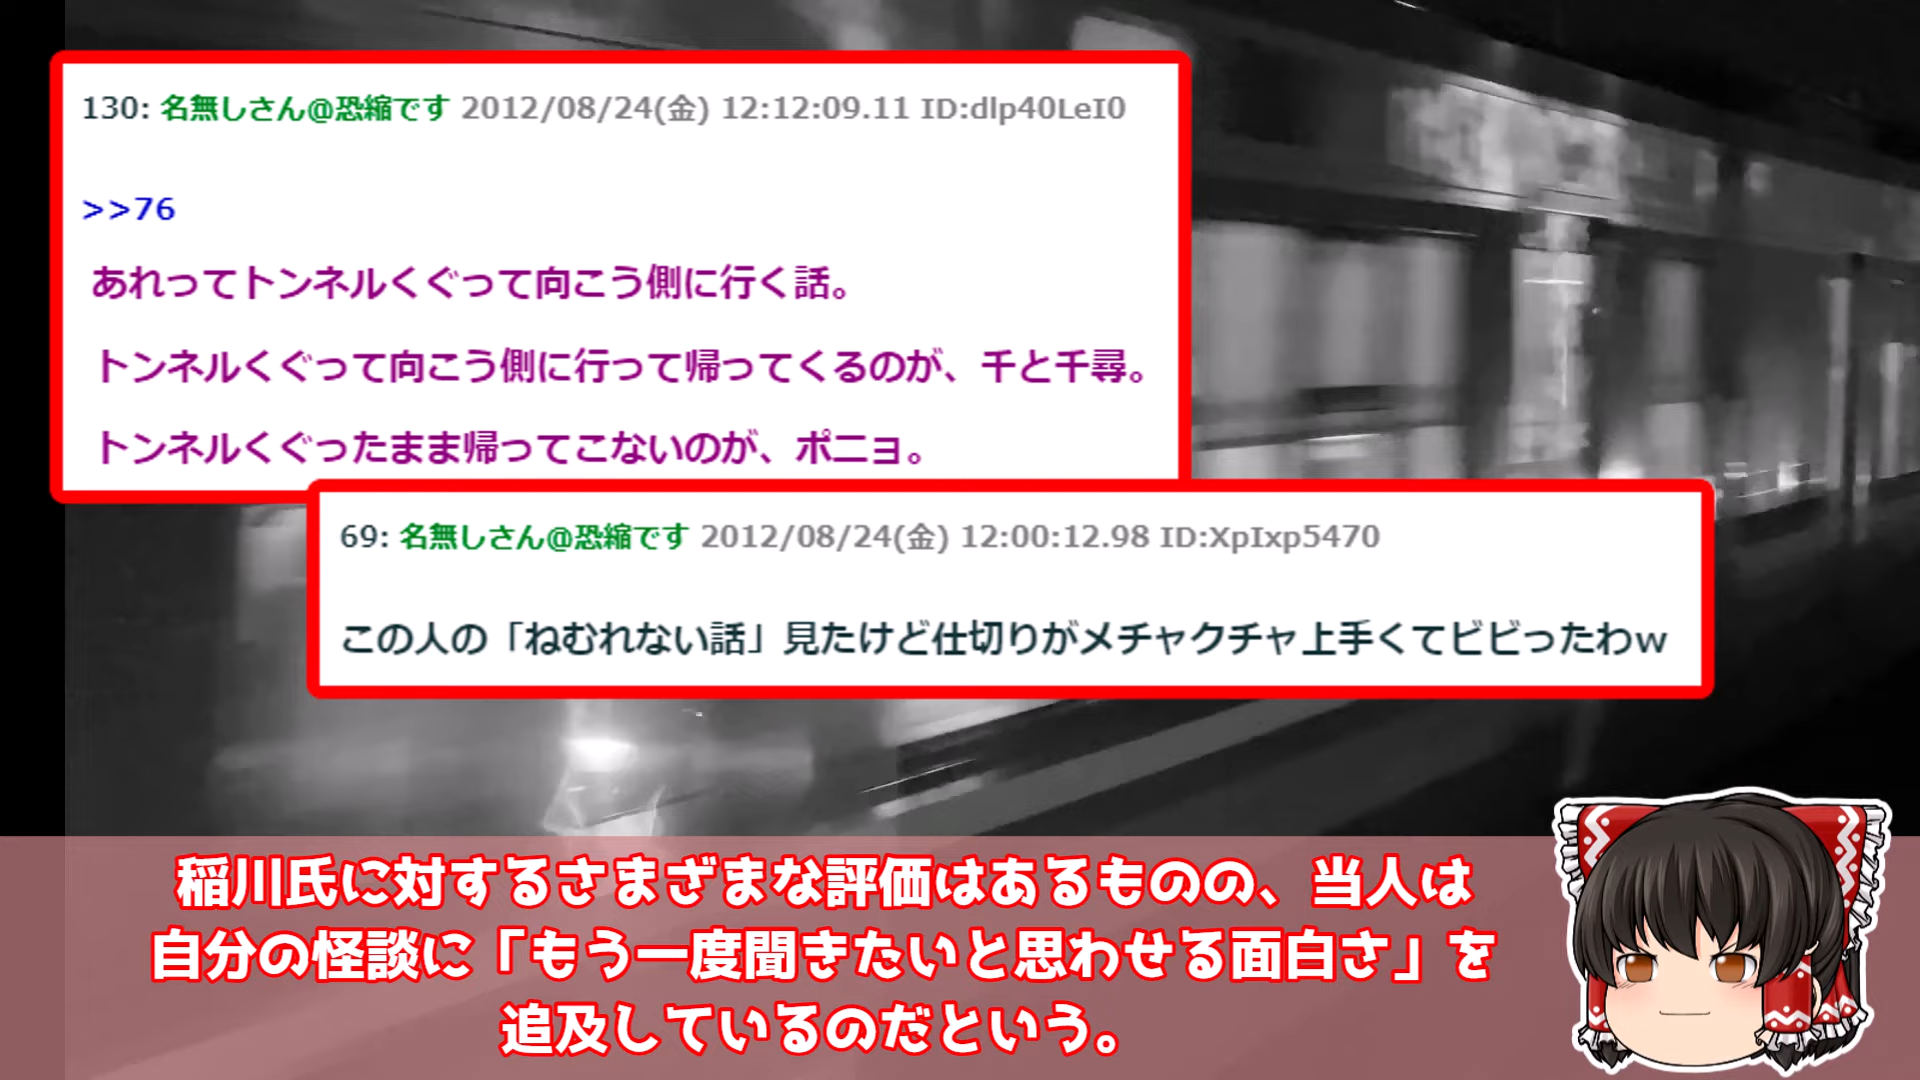 130: 名無しさん@恐縮です 2012/08/24(金) 12:12:09.11 ID:dlp40LeI0
>>76
あれってトンネルくぐって向こう側に行く話。
トンネルくぐって向こう側に行って帰ってくるのが、千と千尋。
トンネルくぐったまま帰ってこないのが、ポニョ。
69: 名無しさん@恐縮です 2012/08/24(金) 12:00:12.98 ID:XpIxp5470
この人の「ねむれない話」見たけど仕切りがメチャクチャ上手くてビビったわw
稲川氏に対するさまざまな評価はあるものの、当人は
自分の怪談に「もう一度聞きたいと思わせる面白さ」を
追及しているのだという。